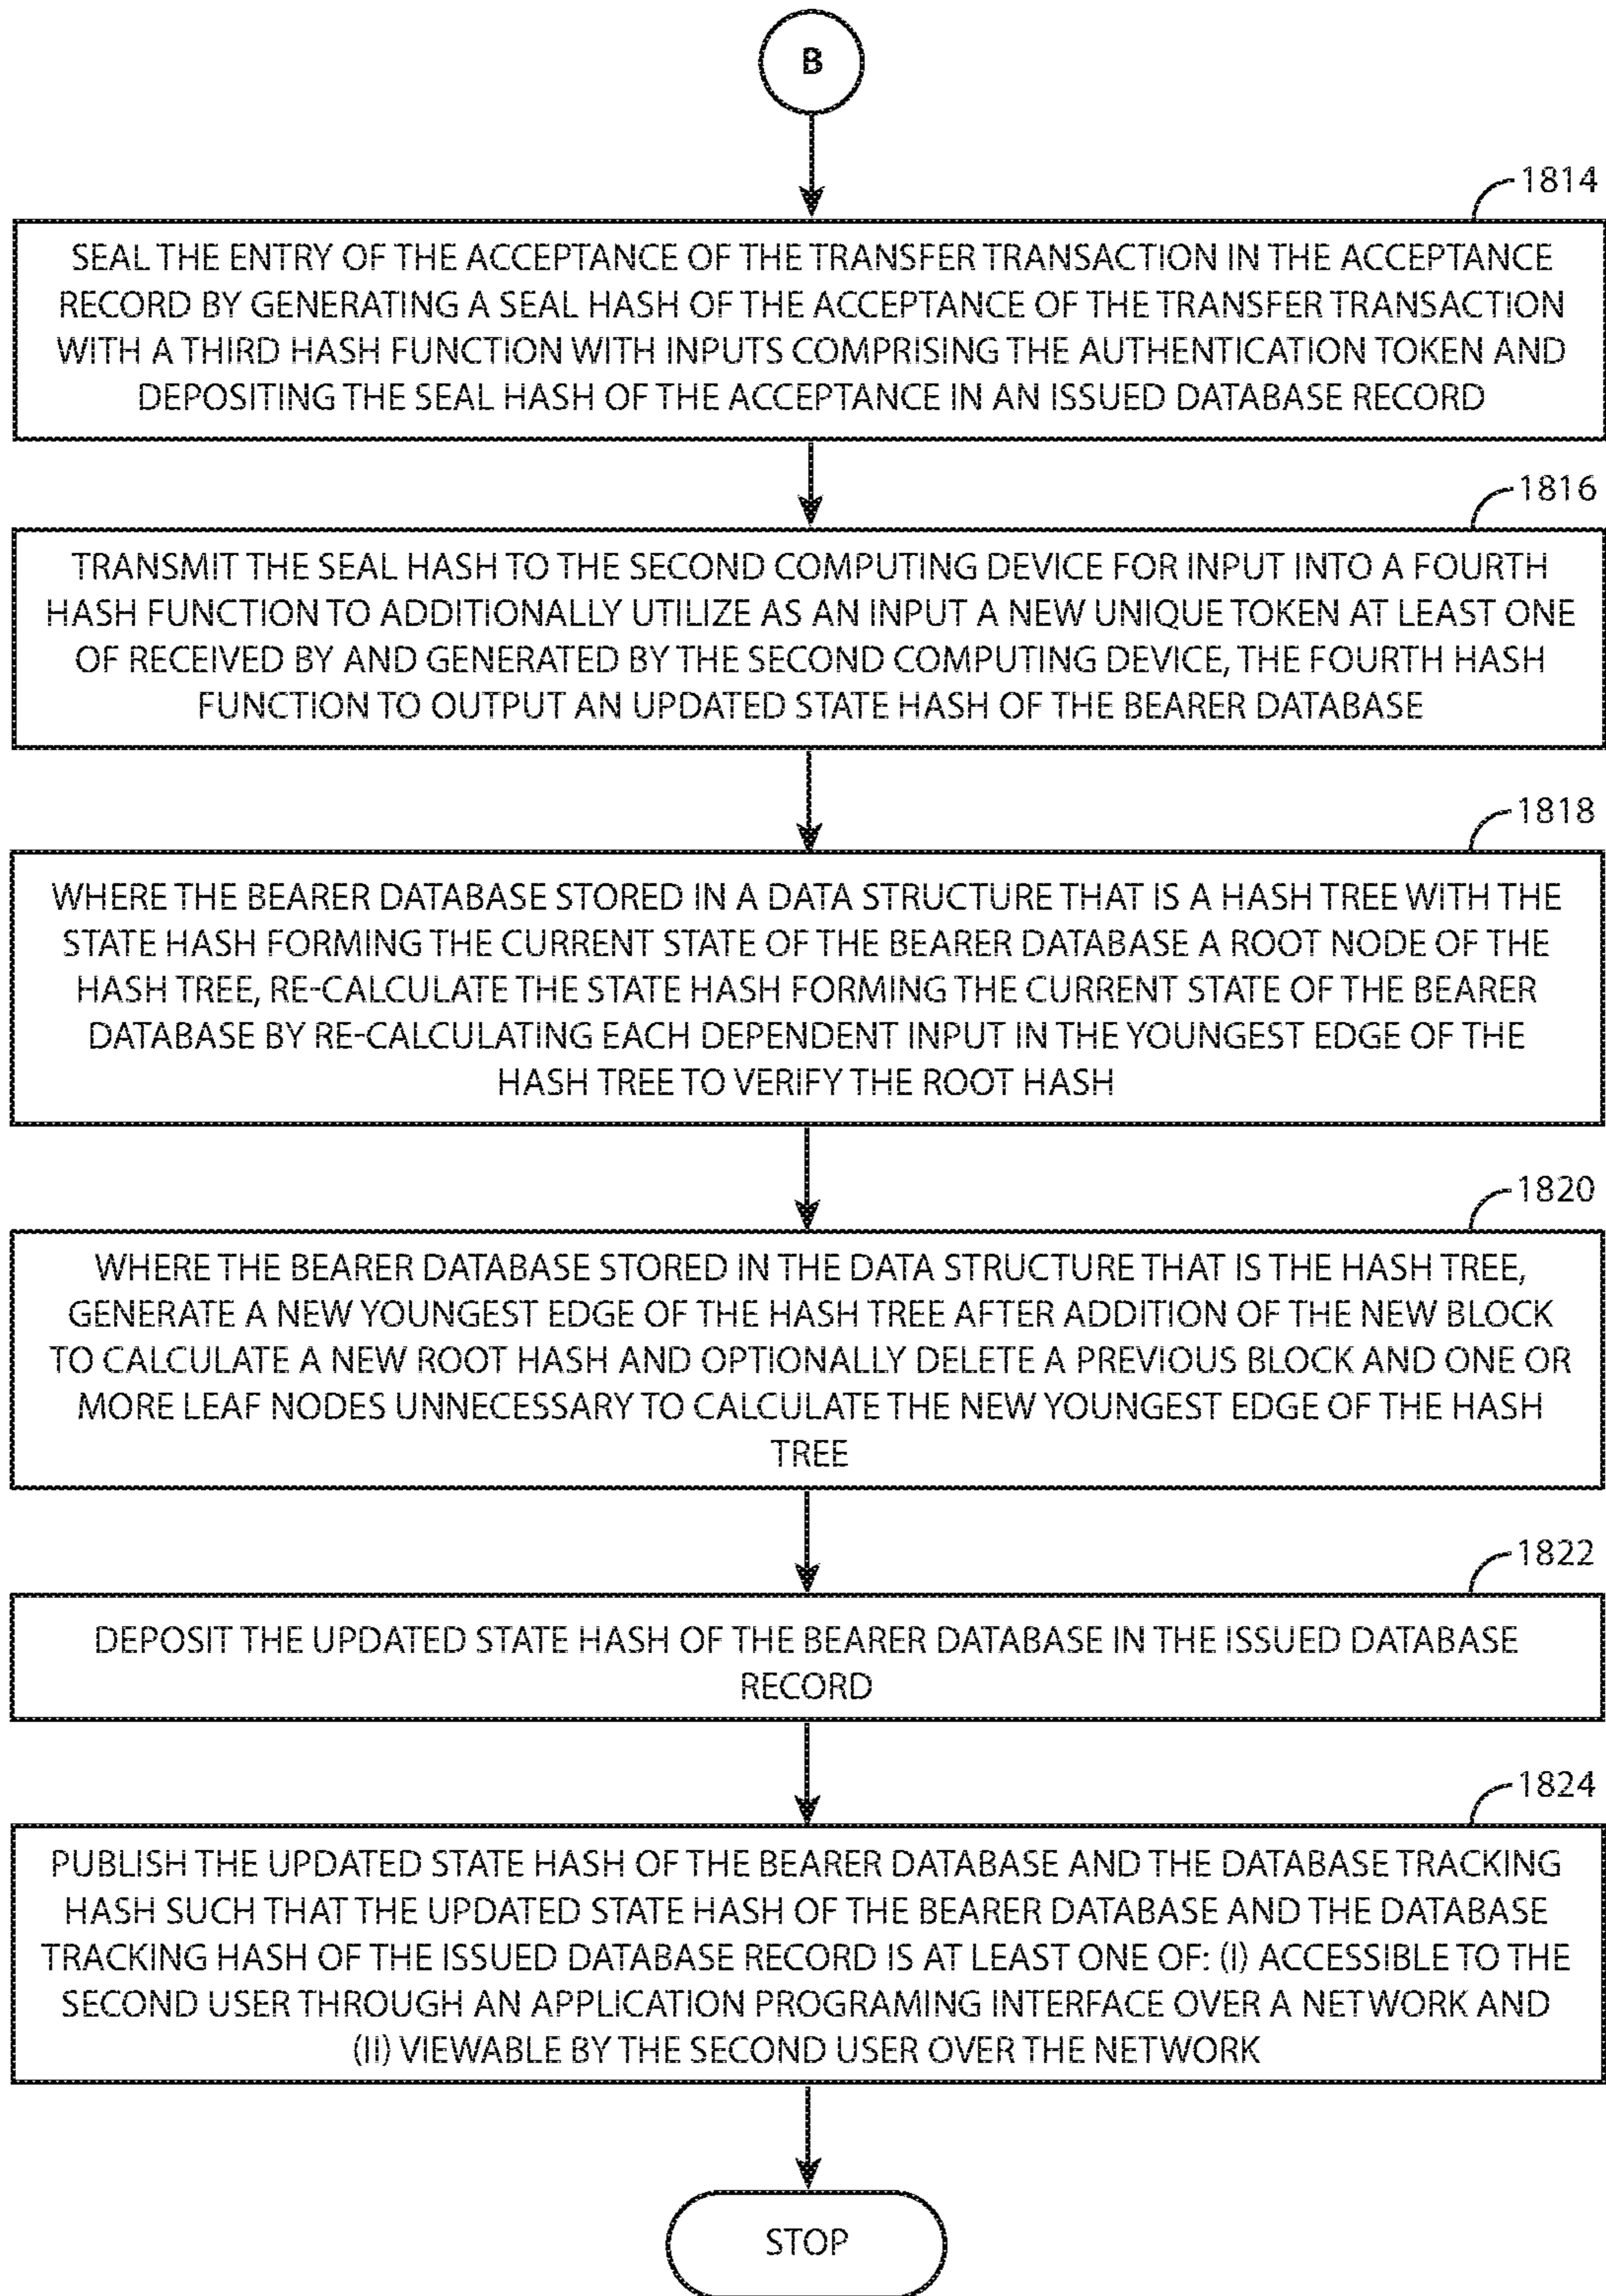 B
1814
SEAL THE ENTRY OF THE ACCEPTANCE OF THE TRANSFER TRANSACTION IN THE ACCEPTANCE
RECORD BY GENERATING A SEAL HASH OF THE ACCEPTANCE OF THE TRANSFER TRANSACTION
WITH A THIRD HASH FUNCTION WITH INPUTS COMPRISING THE AUTHENTICATION TOKEN AND
DEPOSITING THE SEAL HASH OF THE ACCEPTANCE IN AN ISSUED DATABASE RECORD
1816
TRANSMIT THE SEAL HASH TO THE SECOND COMPUTING DEVICE FOR INPUT INTO A FOURTH
HASH FUNCTION TO ADDITIONALLY UTILIZE AS AN INPUT A NEW UNIQUE TOKEN AT LEAST ONE
OF RECEIVED BY AND GENERATED BY THE SECOND COMPUTING DEVICE, THE FOURTH HASH
FUNCTION TO OUTPUT AN UPDATED STATE HASH OF THE BEARER DATABASE
1818
WHERE THE BEARER DATABASE STORED IN A DATA STRUCTURE THAT IS A HASH TREE WITH THE
STATE HASH FORMING THE CURRENT STATE OF THE BEARER DATABASE A ROOT NODE OF THE
HASH TREE, RE-CALCULATE THE STATE HASH FORMING THE CURRENT STATE OF THE BEARER
DATABASE BY RE-CALCULATING EACH DEPENDENT INPUT IN THE YOUNGEST EDGE OF THE
HASH TREE TO VERIFY THE ROOT HASH
1820
WHERE THE BEARER DATABASE STORED IN THE DATA STRUCTURE THAT IS THE HASH TREE,
GENERATE A NEW YOUNGEST EDGE OF THE HASH TREE AFTER ADDITION OF THE NEW BLOCK
TO CALCULATE A NEW ROOT HASH AND OPTIONALLY DELETE A PREVIOUS BLOCK AND ONE OR
MORE LEAF NODES UNNECESSARY TO CALCULATE THE NEW YOUNGEST EDGE OF THE HASH
TREE
1822
DEPOSIT THE UPDATED STATE HASH OF THE BEARER DATABASE IN THE ISSUED DATABASE
RECORD
1824
PUBLISH THE UPDATED STATE HASH OF THE BEARER DATABASE AND THE DATABASE TRACKING
HASH SUCH THAT THE UPDATED STATE HASH OF THE BEARER DATABASE AND THE DATABASE
TRACKING HASH OF THE ISSUED DATABASE RECORD IS AT LEAST ONE OF: (I) ACCESSIBLE TO THE
SECOND USER THROUGH AN APPLICATION PROGRAMING INTERFACE OVER A NETWORK AND
(II) VIEWABLE BY THE SECOND USER OVER THE NETWORK
STOP